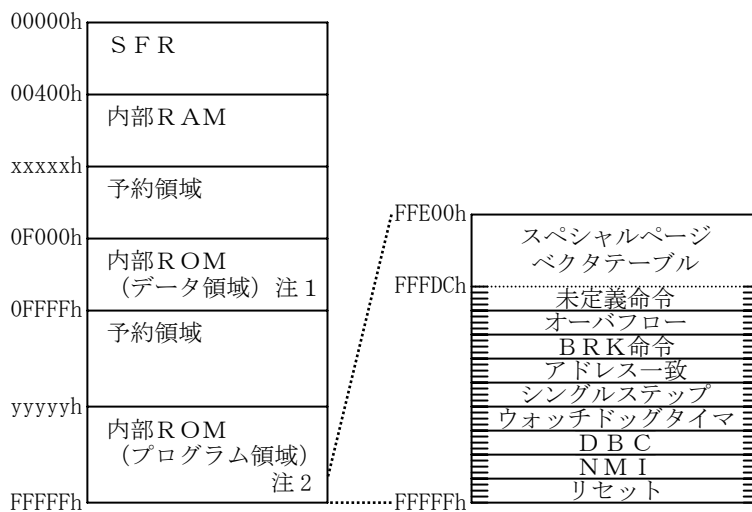 00000h
ＳＦＲ
00400h
内部ＲＡＭ
xxxxxh
予約領域
0F000h
内部ＲＯＭ
（データ領域）注１
0FFFFh
予約領域
yyyyyh
内部ＲＯＭ
（プログラム領域）
注２
FFFFFh
FFE00h
スペシャルページ
ベクタテーブル
FFFDCh
未定義命令
オーバフロー
ＢＲＫ命令
アドレス一致
シングルステップ
ウォッチドッグタイマ
ＤＢＣ
ＮＭＩ
リセット
FFFFFh